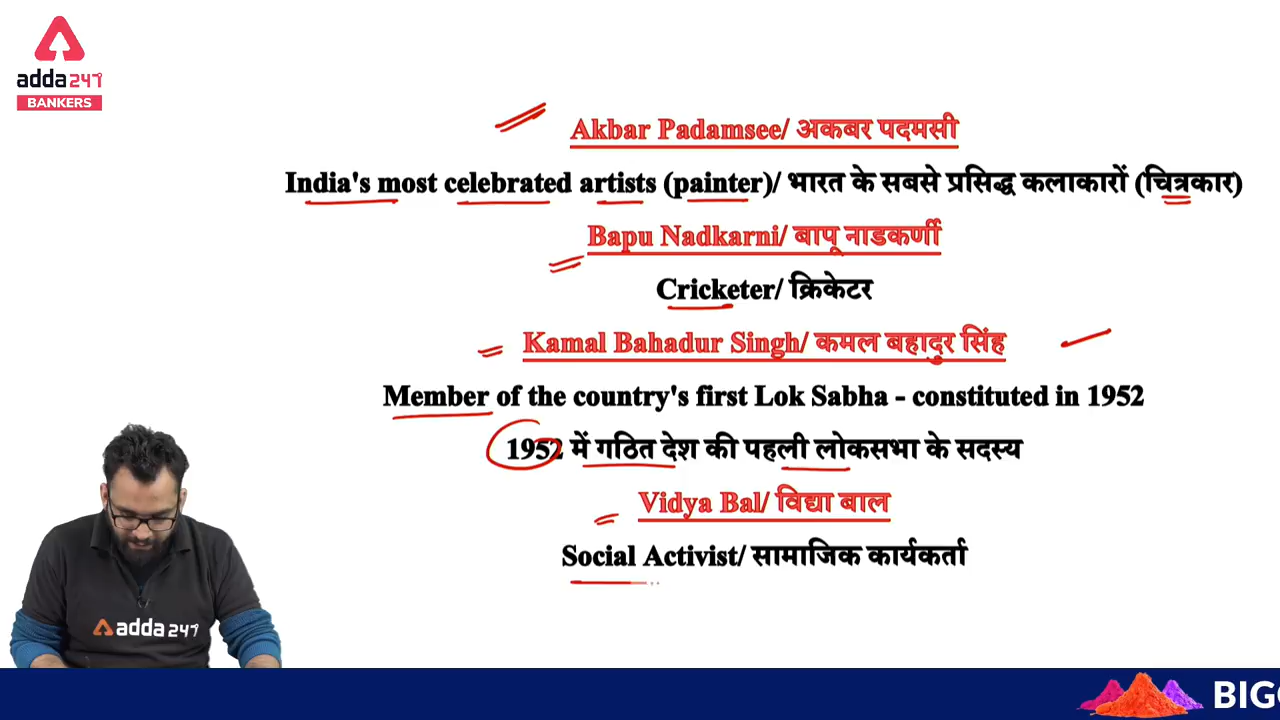 adda247
BANKERS
Akbar Padamsee/ अकबर पदमसी
India's most celebrated artists (painter)/ भारत के सबसे प्रसिद्ध कलाकारों (चित्रकार)
Bapu Nadkarni/ बापू नाडकर्णी
Cricketer/ क्रिकेटर
Kamal Bahadur Singh/ कमल बहादुर सिंह
Member of the country's first Lok Sabha - constituted in 1952
1952 में गठित देश की पहली लोकसभा के सदस्य
Vidya Bal/ विद्या बाल
Social Activist/ सामाजिक कार्यकर्ता
adda247